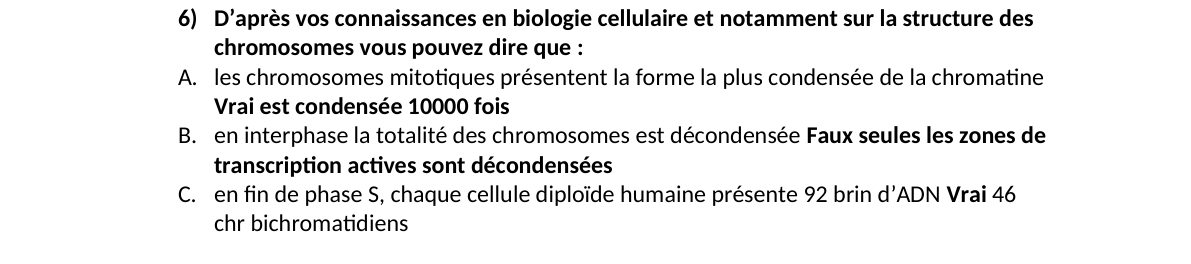 6) D’après vos connaissances en biologie cellulaire et notamment sur la structure des
chromosomes vous pouvez dire que :
A. les chromosomes mitotiques présentent la forme la plus condensée de la chromatine
Vrai est condensée 10000 fois
B. en interphase la totalité des chromosomes est décondensée Faux seules les zones de
transcription actives sont décondensées
C. en fin de phase S, chaque cellule diploïde humaine présente 92 brin d’ADN Vrai 46
chr bichromatidiens